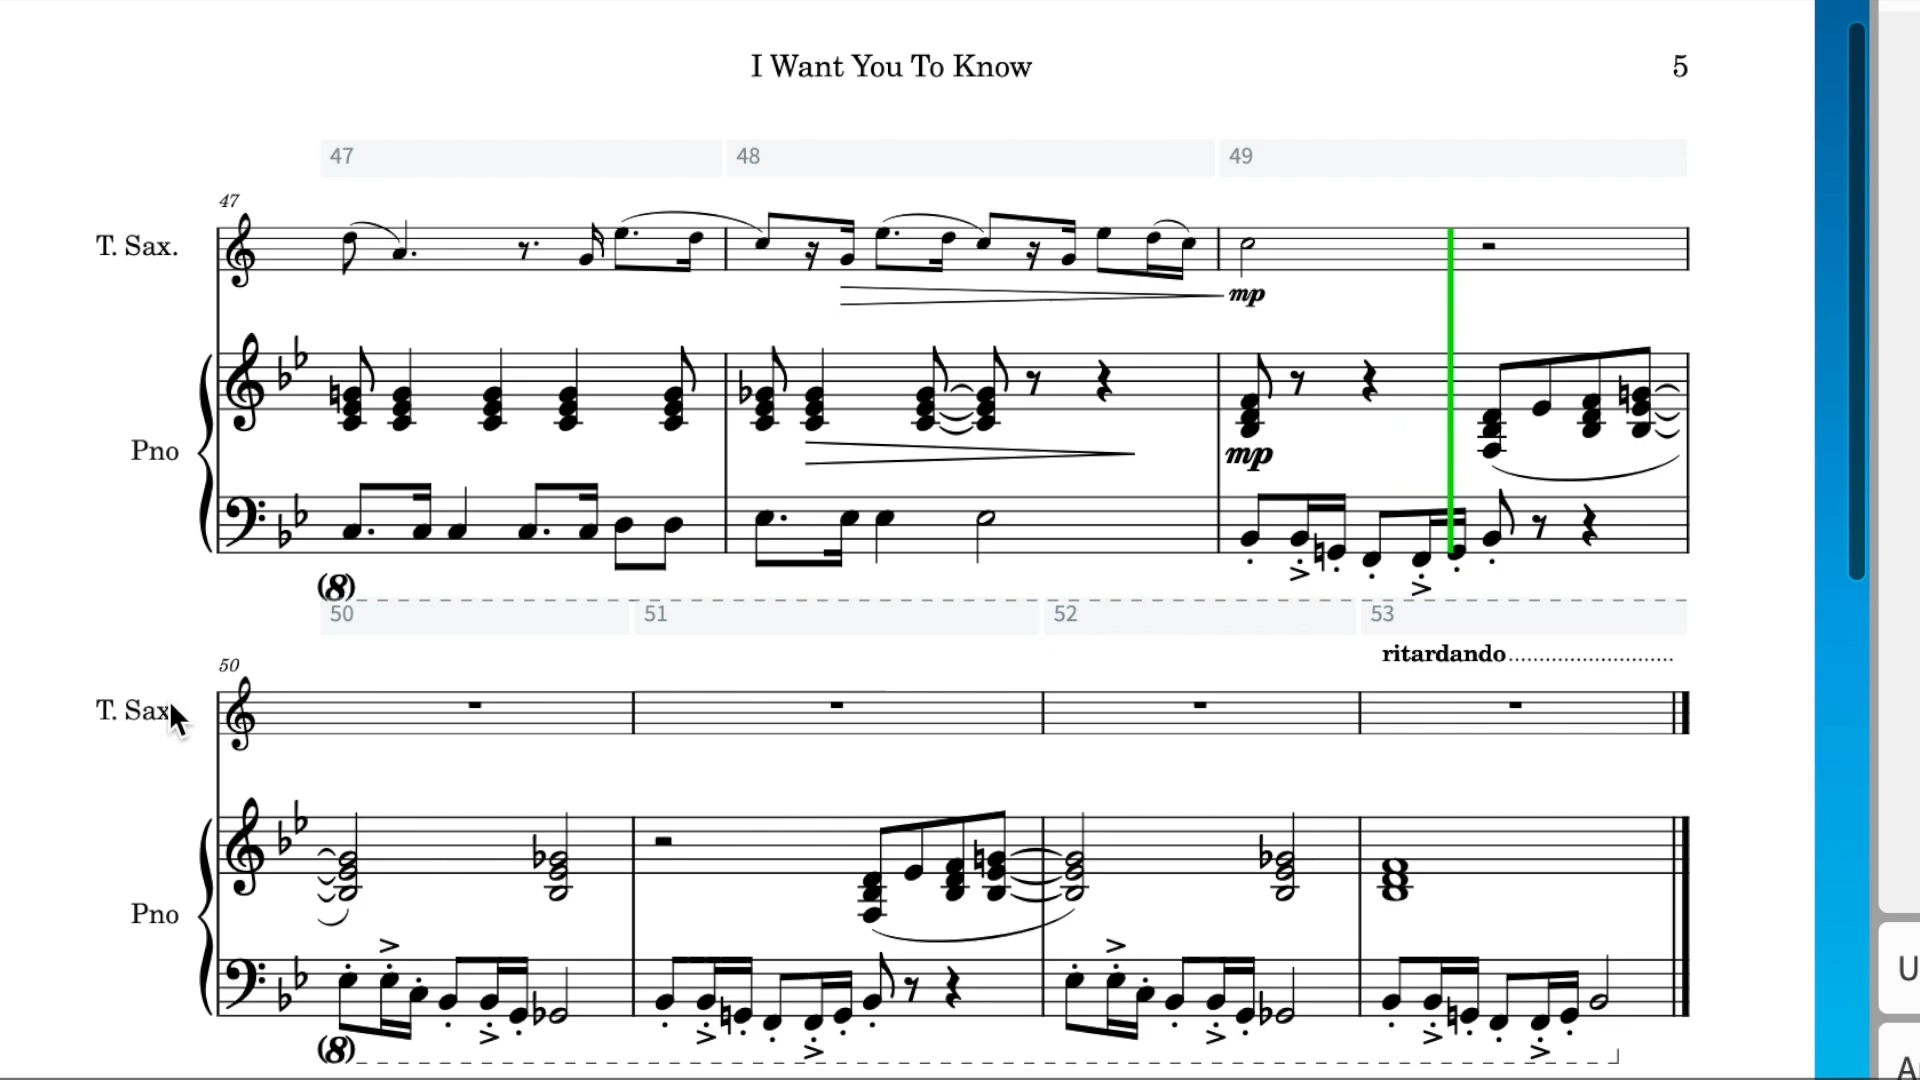 I Want You To Know 5
47 48 49
47
T. Sax.
mp
Pno
mp
(8)
50 51 52 53
ritardando
50
T. Sax
Pno
(8)
U
A